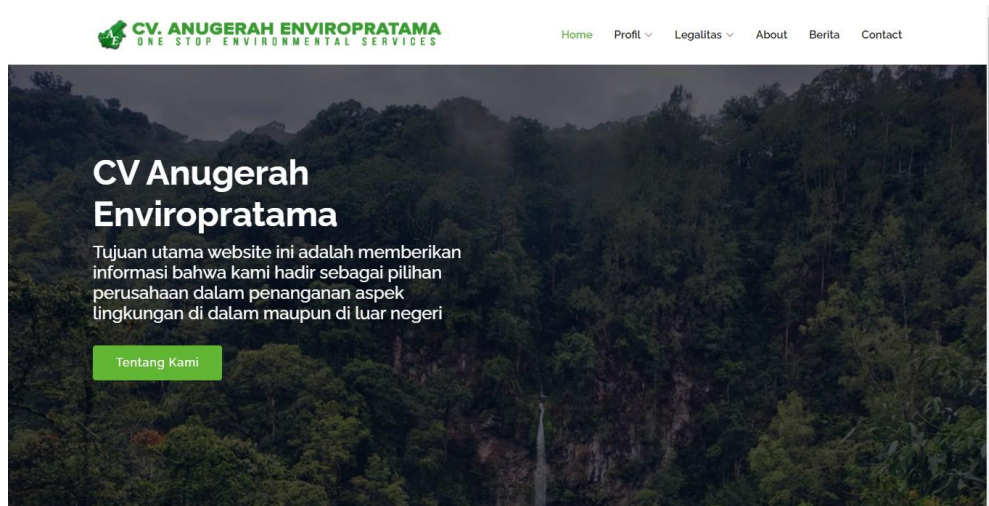 CV. ANUGERAH ENVIROPRATAMA
ONE STOP ENVIRONMENTAL SERVICES
AE
Home Profil Legalitas About Berita Contact
CV Anugerah
Enviropratama
Tujuan utama website ini adalah memberikan
informasi bahwa kami hadir sebagai pilihan
perusahaan dalam penanganan aspek
lingkungan di dalam maupun di luar negeri
Tentang Kami